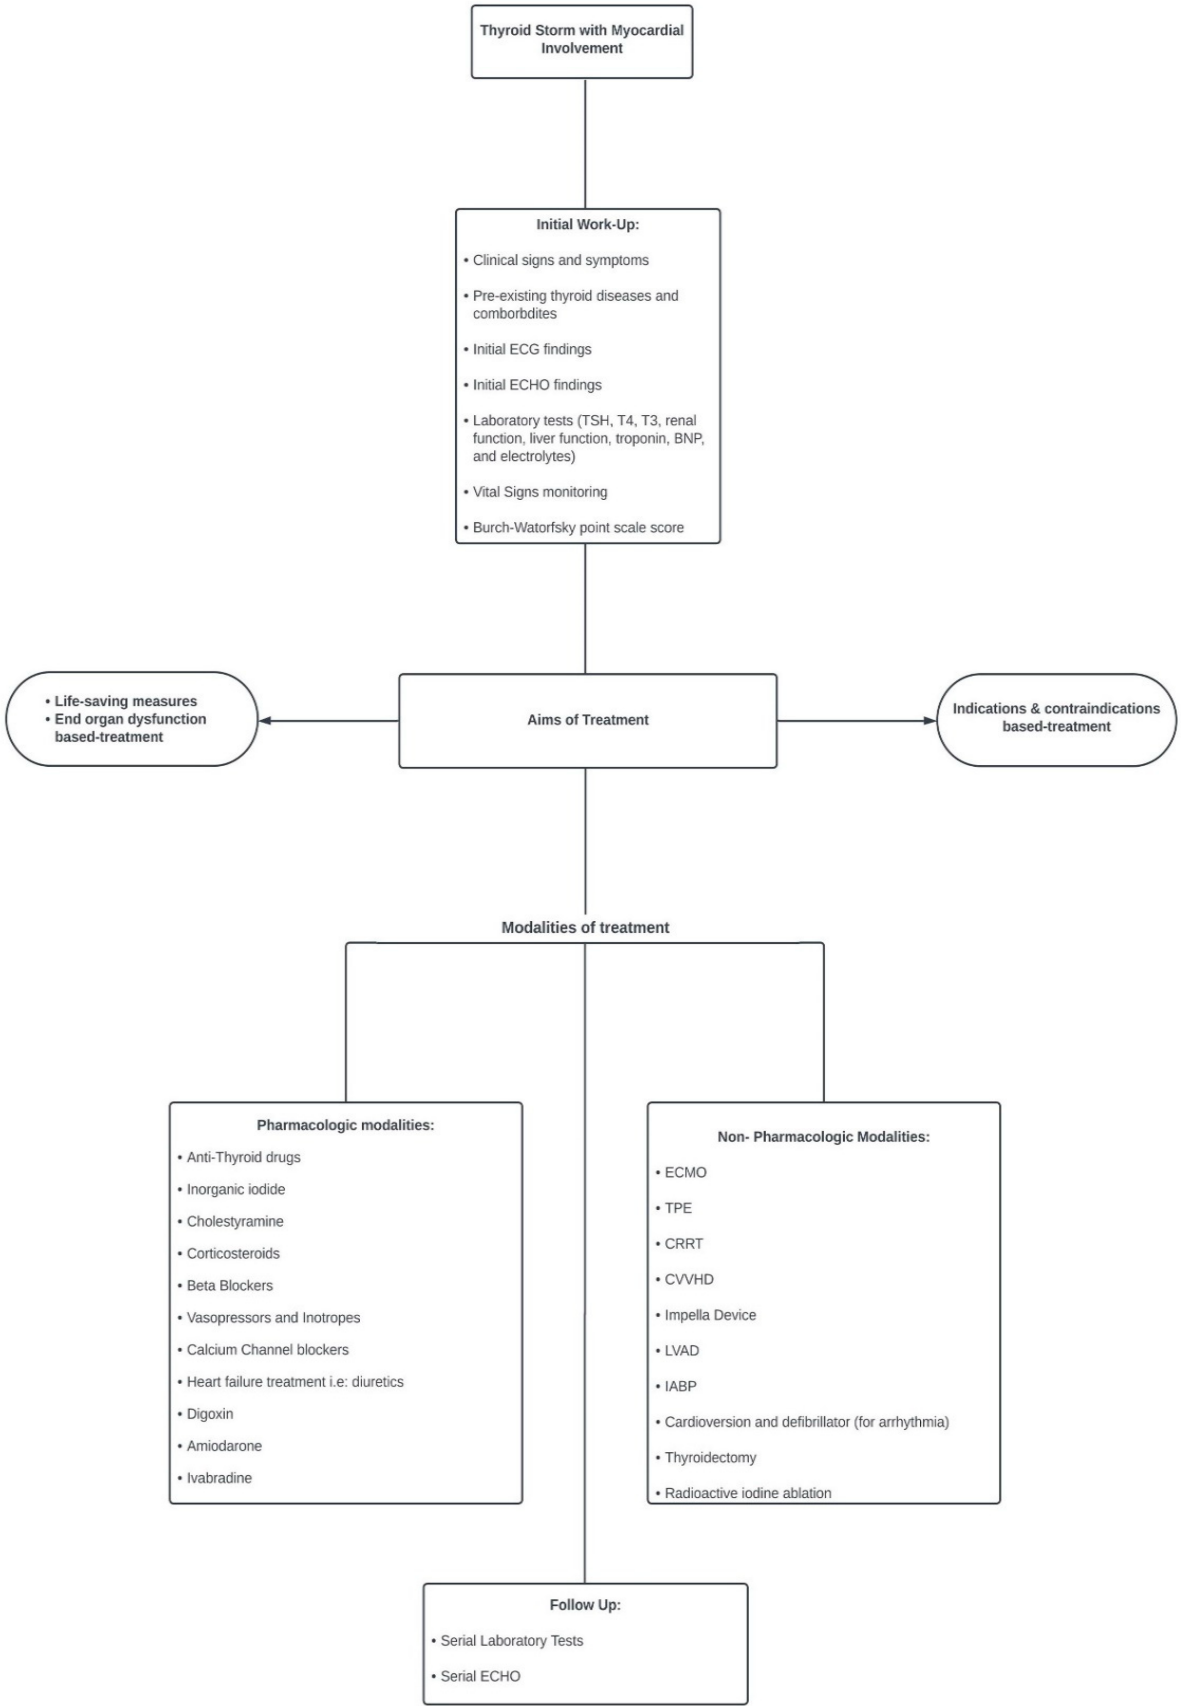 Thyroid Storm with Myocardial
Involvement
Initial Work-Up:
• Clinical signs and symptoms
• Pre-existing thyroid diseases and
comborbdites
• Initial ECG findings
• Initial ECHO findings
• Laboratory tests (TSH, T4, T3, renal
function, liver function, troponin, BNP,
and electrolytes)
• Vital Signs monitoring
• Burch-Watorfsky point scale score
• Life-saving measures
• End organ dysfunction
based-treatment
Aims of Treatment
Indications & contraindications
based-treatment
Modalities of treatment
Pharmacologic modalities:
• Anti-Thyroid drugs
• Inorganic iodide
• Cholestyramine
• Corticosteroids
• Beta Blockers
• Vasopressors and Inotropes
• Calcium Channel blockers
• Heart failure treatment i.e: diuretics
• Digoxin
• Amiodarone
• Ivabradine
Non- Pharmacologic Modalities:
• ECMO
• TPE
• CRRT
• CVVHD
• Impella Device
• LVAD
• IABP
• Cardioversion and defibrillator (for arrhythmia)
• Thyroidectomy
• Radioactive iodine ablation
Follow Up:
• Serial Laboratory Tests
• Serial ECHO